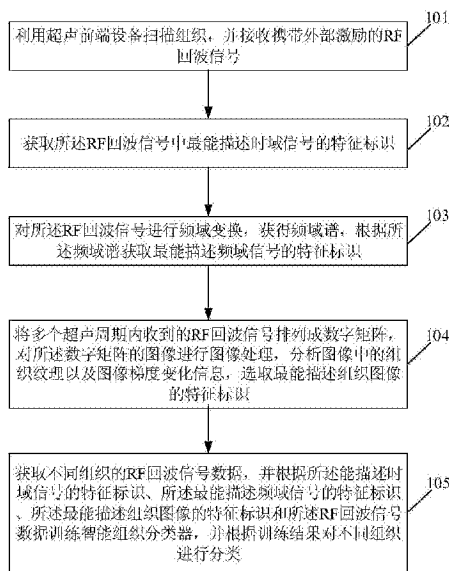 利用超声前端设备扫描组织，并接收携带外部激励的RF
回波信号
101
获取所述RF回波信号中最能描述时域信号的特征标识
102
对所述RF回波信号进行频域变换，获得频域谱，根据所
述频域谱获取最能描述频域信号的特征标识
103
将多个超声周期内收到的RF回波信号排列成数字矩阵，
对所述数字矩阵的图像进行图像处理，分析图像中的组
织纹理以及图像梯度变化信息，选取最能描述组织图像
的特征标识
104
获取不同组织的RF回波信号数据，并根据所述能描述时
域信号的特征标识、所述最能描述频域信号的特征标识
、所述最能描述组织图像的特征标识和所述RF回波信号
数据训练智能组织分类器，并根据训练结果对不同组织
进行分类
105